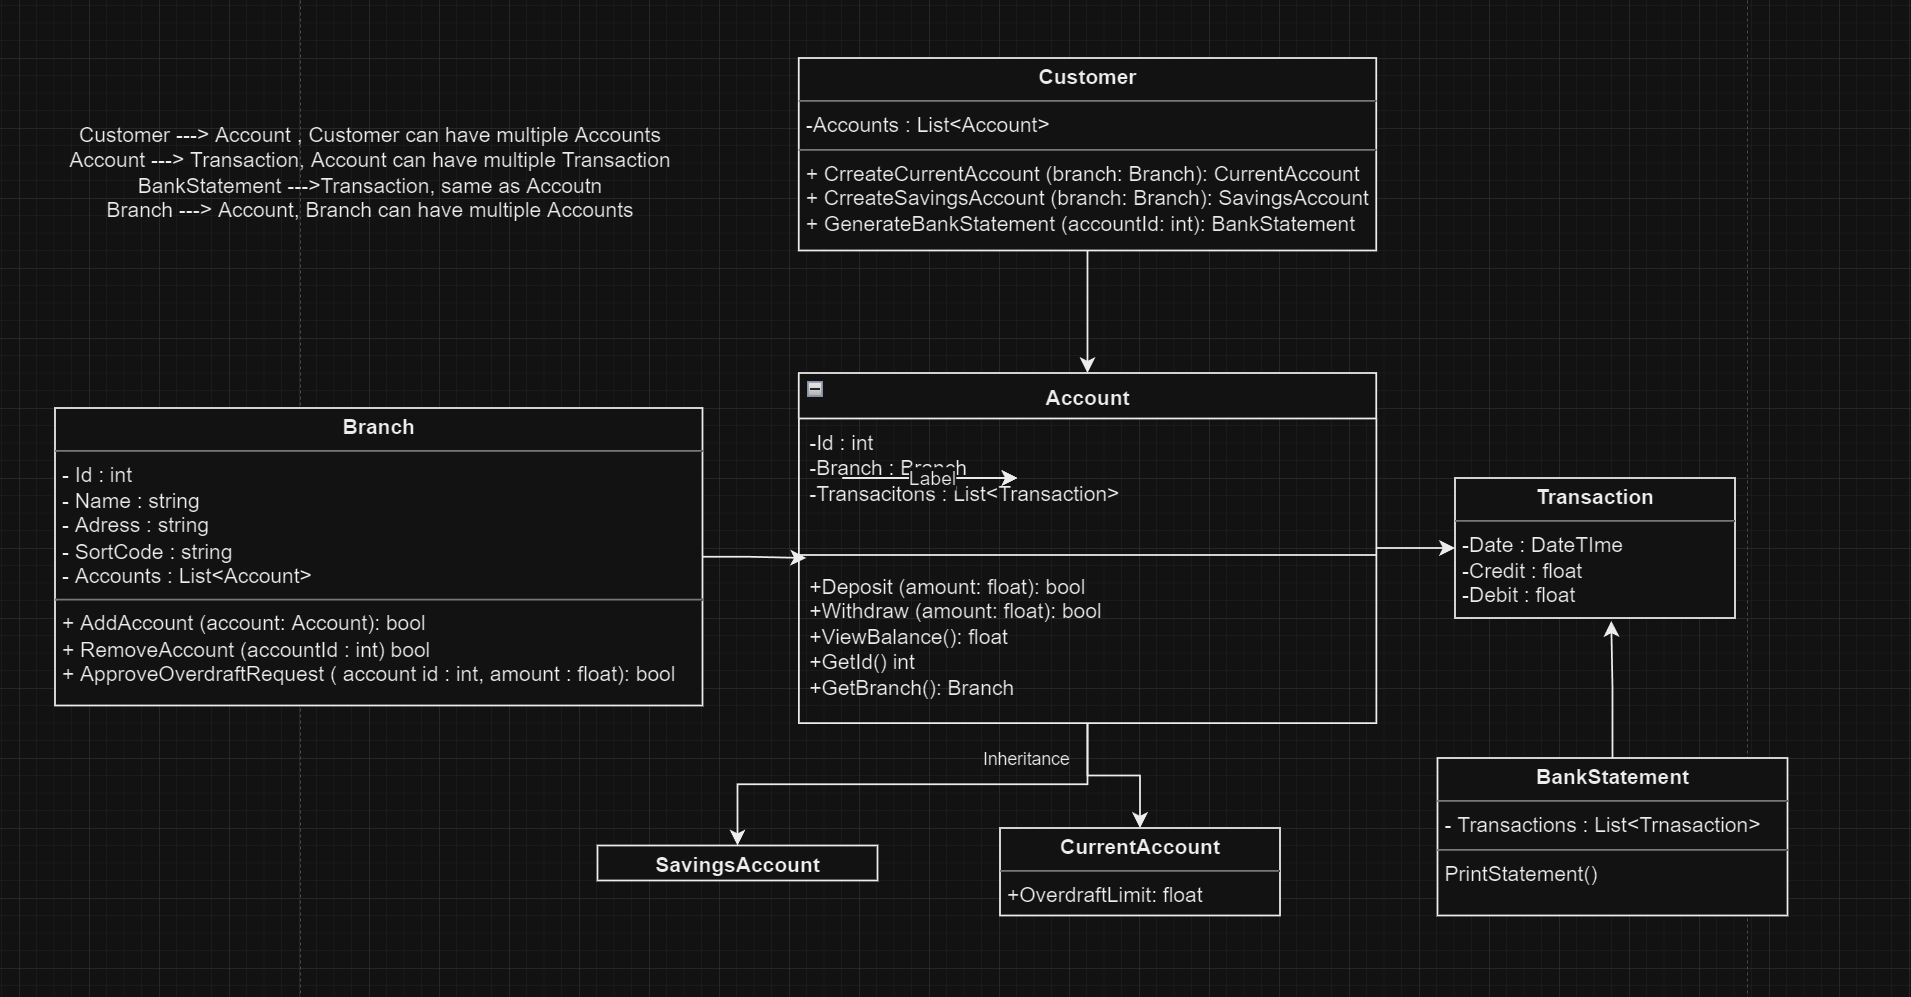 Customer ---> Account , Customer can have multiple Accounts
Account ---> Transaction, Account can have multiple Transaction
BankStatement --->Transaction, same as Accoutn
Branch ---> Account, Branch can have multiple Accounts
Customer
-Accounts : List<Account>
+ CrreateCurrentAccount (branch: Branch): CurrentAccount
+ CrreateSavingsAccount (branch: Branch): SavingsAccount
+ GenerateBankStatement (accountId: int): BankStatement
Branch
- Id : int
- Name : string
- Adress : string
- SortCode : string
- Accounts : List<Account>
+ AddAccount (account: Account): bool
+ RemoveAccount (accountId : int) bool
+ ApproveOverdraftRequest ( account id : int, amount : float): bool
Account
-Id : int
-Branch : Branch
Label
-Transacitons : List<Transaction>
+Deposit (amount: float): bool
+Withdraw (amount: float): bool
+ViewBalance(): float
+GetId() int
+GetBranch(): Branch
Transaction
-Date : DateTIme
-Credit : float
-Debit : float
Inheritance
SavingsAccount
CurrentAccount
+OverdraftLimit: float
BankStatement
- Transactions : List<Trnasaction>
PrintStatement()